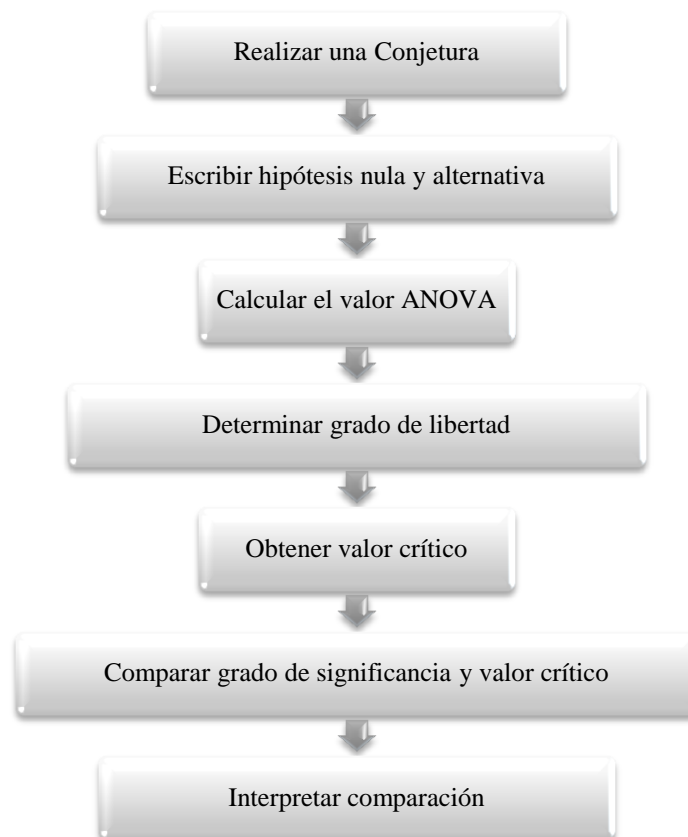 Realizar una Conjetura
Escribir hipótesis nula y alternativa
Calcular el valor ANOVA
Determinar grado de libertad
Obtener valor crítico
Comparar grado de significancia y valor crítico
Interpretar comparación